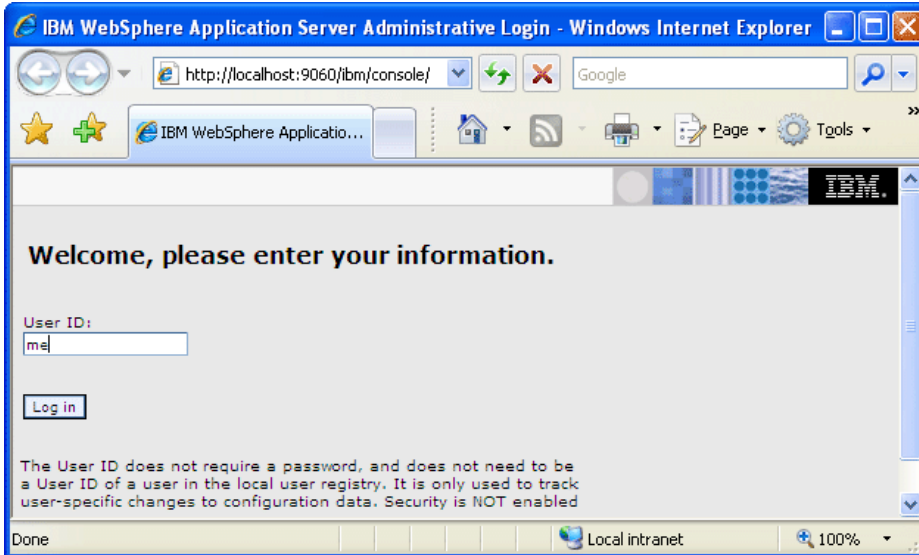 IBM WebSphere Application Server Administrative Login - Windows Internet Explorer
http://localhost:9060/ibm/console/
Google
IBM WebSphere Applicatio...
Page
Tools
»
IBM.
Welcome, please enter your information.
User ID:
me
Log in
The User ID does not require a password, and does not need to be
a User ID of a user in the local user registry. It is only used to track
user-specific changes to configuration data. Security is NOT enabled
Done
Local intranet
100%